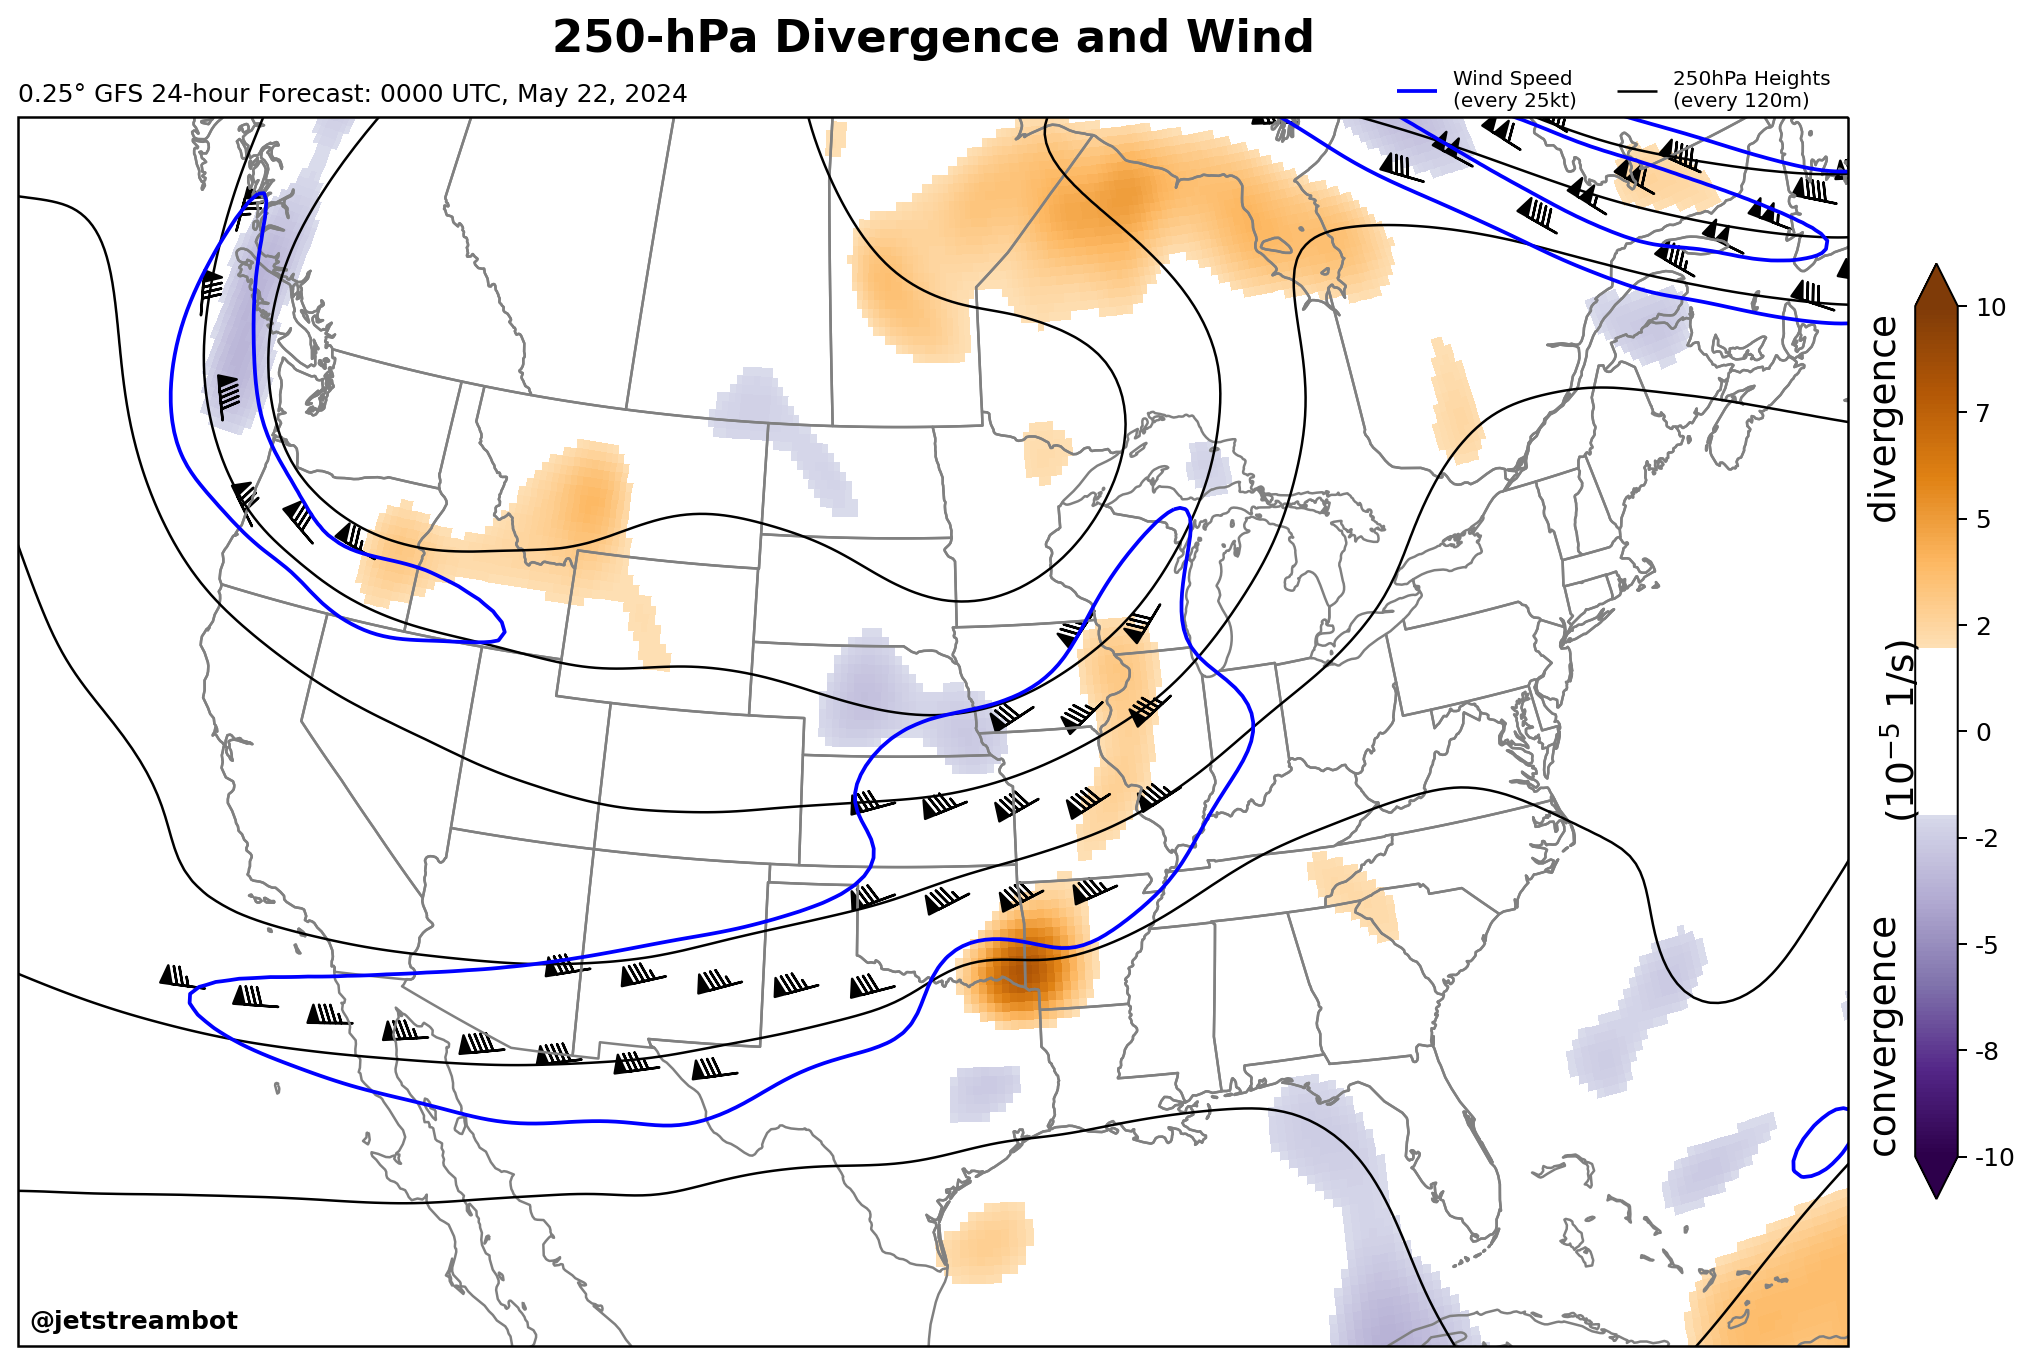 250-hPa Divergence and Wind
0.25° GFS 24-hour Forecast: 0000 UTC, May 22, 2024
Wind Speed
(every 25kt)
250hPa Heights
(every 120m)
10
7
5
2
0
-2
-5
-8
-10
convergence (10⁻⁵ 1/s) divergence
@jetstreambot